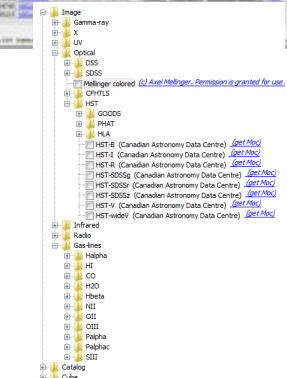 Image
Gamma-ray
X
UV
Optical
DSS
SDSS
Mellinger colored (c) Axel Mellinger. Permission is granted for use
CFHTLS
HST
GOODS
PHAT
HLA
HST-B (Canadian Astronomy Data Centre) (get Moc)
HST-I (Canadian Astronomy Data Centre) (get Moc)
HST-R (Canadian Astronomy Data Centre) (get Moc)
HST-SDSSg (Canadian Astronomy Data Centre) (get Moc)
HST-SDSSr (Canadian Astronomy Data Centre) (get Moc)
HST-SDSSz (Canadian Astronomy Data Centre) (get Moc)
HST-V (Canadian Astronomy Data Centre) (get Moc)
HST-wideV (Canadian Astronomy Data Centre) (get Moc)
Infrared
Radio
Gas-lines
Halpha
HI
CO
H2O
Hbeta
NII
OII
OIII
Palpha
Palphac
SIII
Catalog
Cube